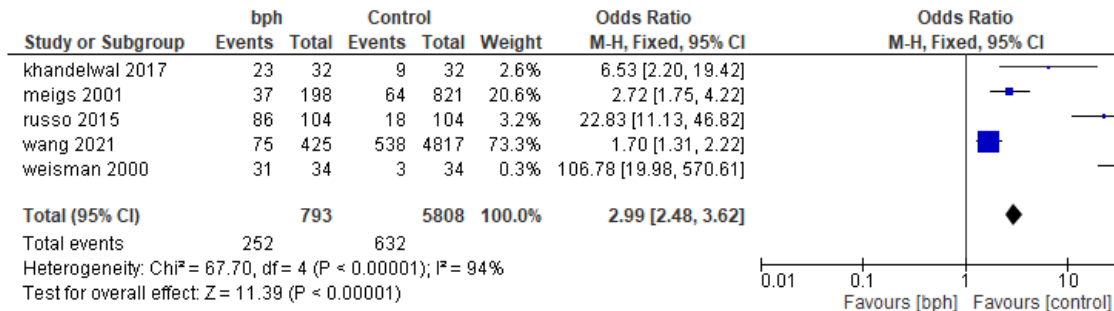 bph Control Odds Ratio Odds Ratio
Study or Subgroup Events Total Events Total Weight M-H, Fixed, 95% CI M-H, Fixed, 95% CI
khandelwal 2017 23 32 9 32 2.6% 6.53 [2.20, 19.42]
meigs 2001 37 198 64 821 20.6% 2.72 [1.75, 4.22]
russo 2015 86 104 18 104 3.2% 22.83 [11.13, 46.82]
wang 2021 75 425 538 4817 73.3% 1.70 [1.31, 2.22]
weisman 2000 31 34 3 34 0.3% 106.78 [19.98, 570.61]
Total (95% CI) 793 5808 100.0% 2.99 [2.48, 3.62]
Total events 252 632
Heterogeneity: Chi² = 67.70, df = 4 (P < 0.00001); I² = 94%
Test for overall effect: Z = 11.39 (P < 0.00001)
0.01 0.1 1 10
Favours [bph] Favours [control]